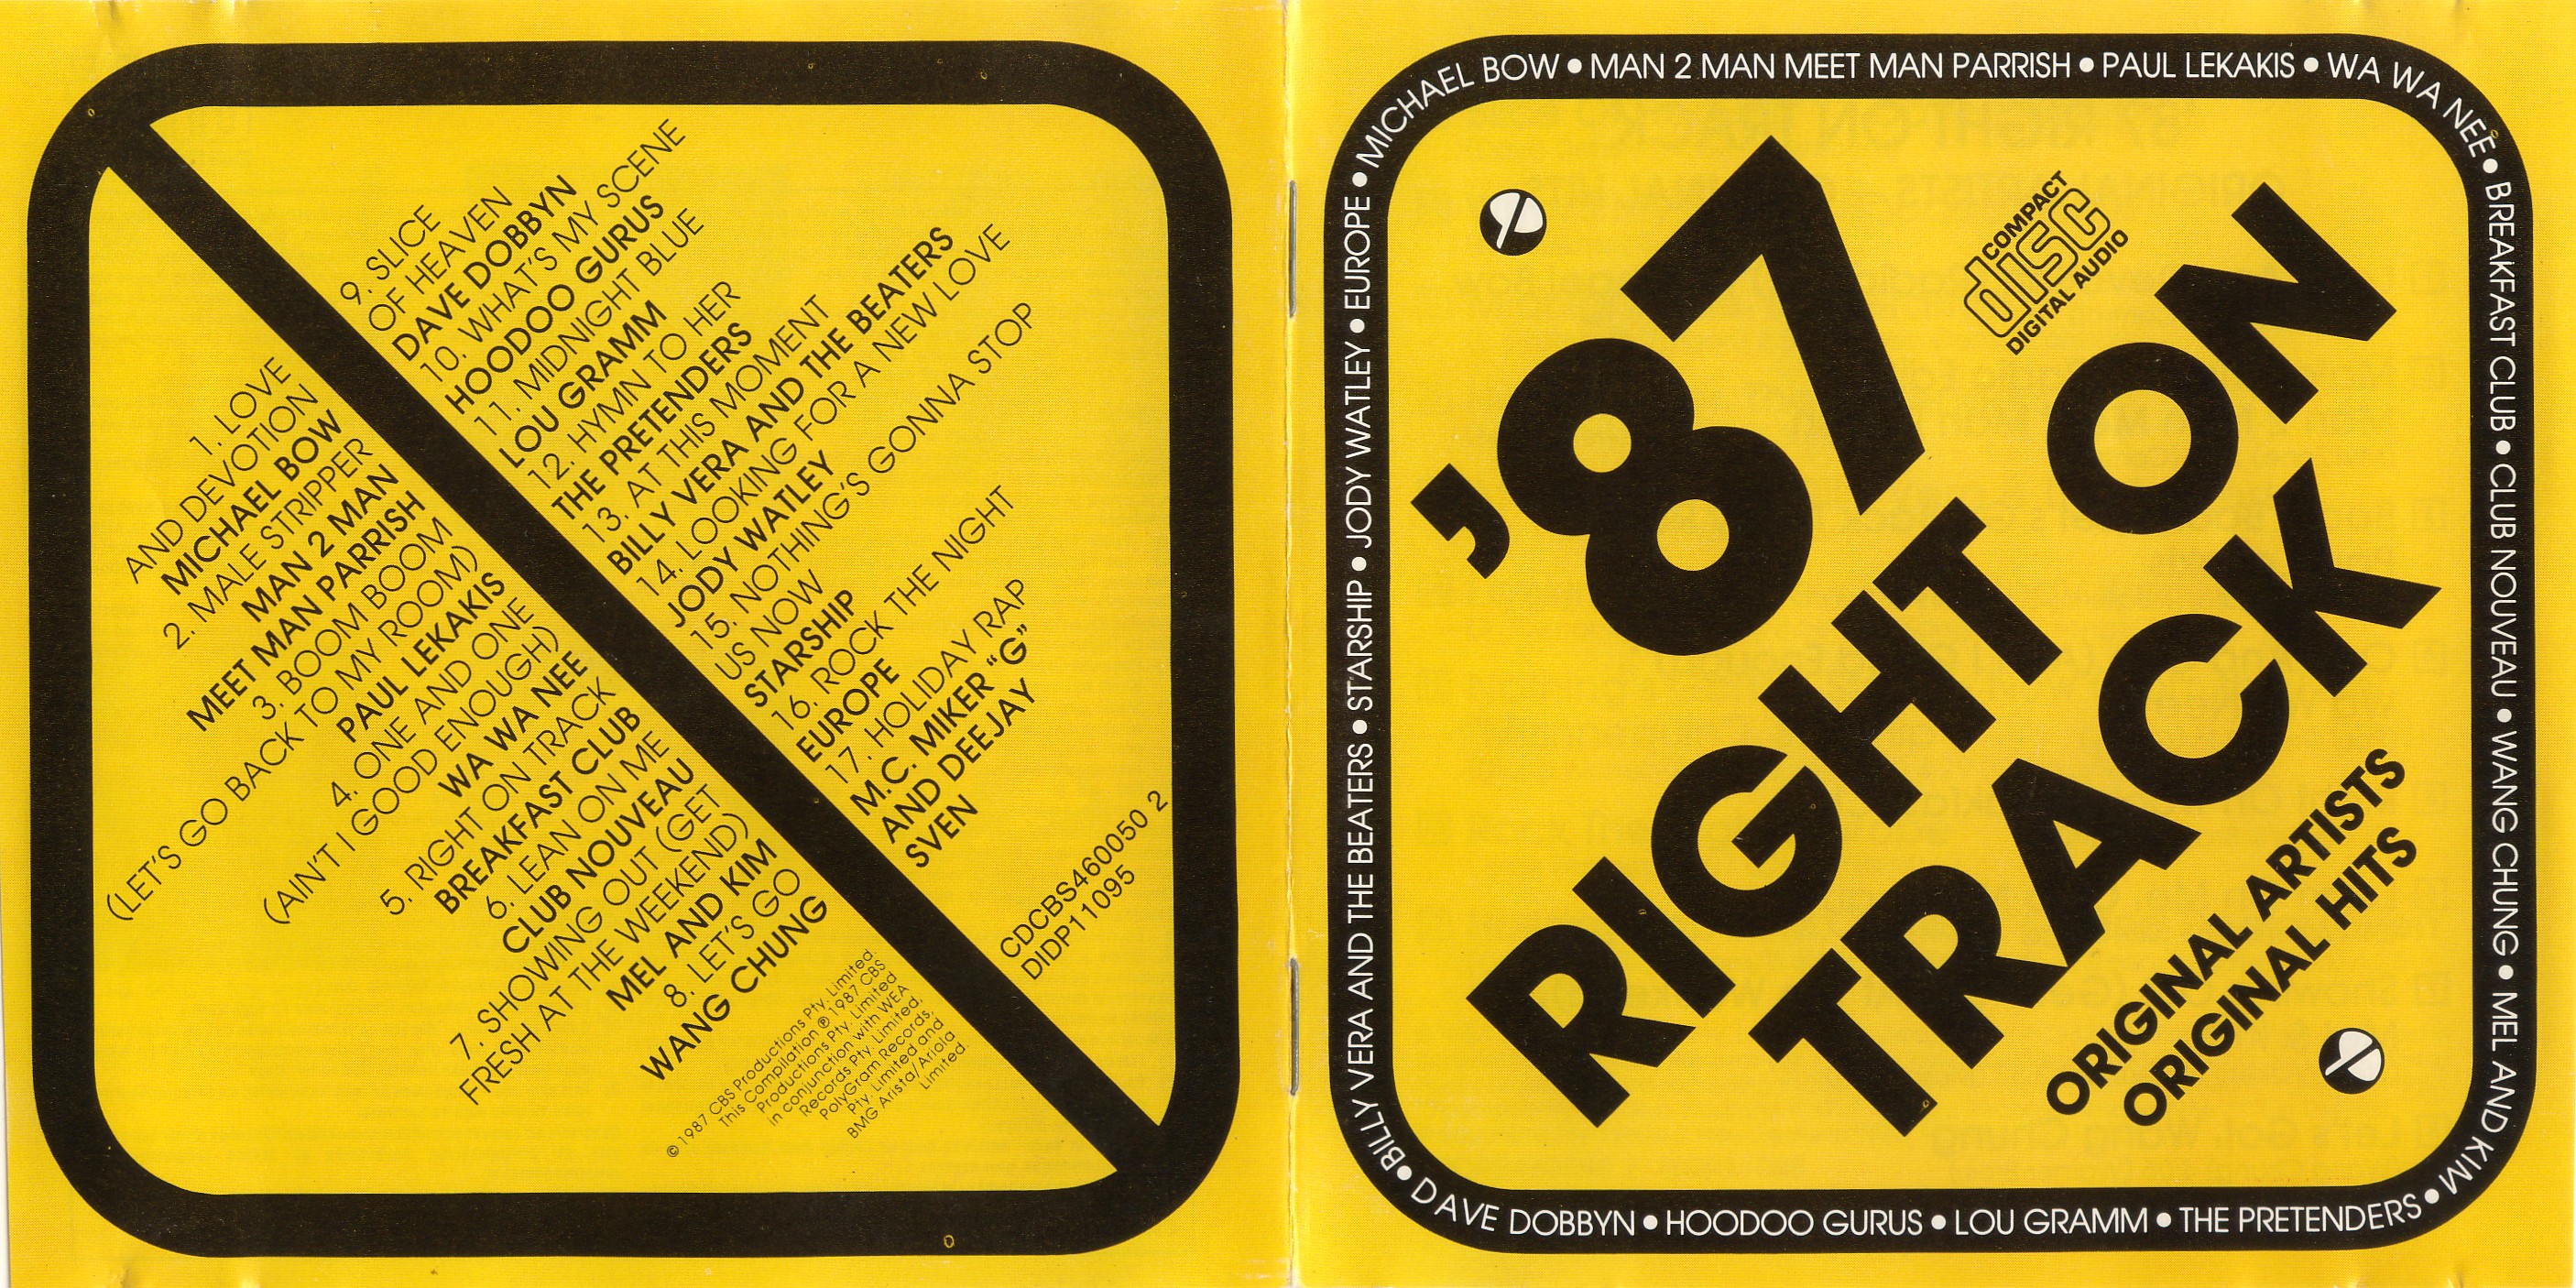 1. LOVE
AND DEVOTION
MICHAEL BOW
2. MALE STRIPPER
MAN 2 MAN
MEET MAN PARRISH
3. BOOM BOOM
(LET'S GO BACK TO MY ROOM)
PAUL LEKAKIS
4. ONE AND ONE
(AIN'T I GOOD ENOUGH)
WA WA NEE
5. RIGHT ON TRACK
BREAKFAST CLUB
6. LEAN ON ME
CLUB NOUVEAU
7. SHOWING OUT (GET
FRESH AT THE WEEKEND)
MEL AND KIM
8. LET'S GO
WANG CHUNG
© 1987 CBS Productions Pty. Limited.
This Compilation ℗ 1987 CBS
Productions Pty. Limited
in conjunction with WEA
Records Pty. Limited,
PolyGram Records,
Pty. Limited and
BMG Arista/Ariola
Limited.
9. SLICE
OF HEAVEN
DAVE DOBBYN
10. WHAT'S MY SCENE
HOODOO GURUS
11. MIDNIGHT BLUE
LOU GRAMM
12. HYMN TO HER
THE PRETENDERS
13. AT THIS MOMENT
BILLY VERA AND THE BEATERS
14. LOOKING FOR A NEW LOVE
JODY WATLEY
15. NOTHING'S GONNA STOP
US NOW
STARSHIP
16. ROCK THE NIGHT
EUROPE
17. HOLIDAY RAP
M.C. MIKER “G”
AND DEEJAY
SVEN
CDCBS4600050 2
DIDP11095
MICHAEL BOW • MAN 2 MAN MEET MAN PARRISH • PAUL LEKAKIS • WA WA NEE • BREAKFAST CLUB • CLUB NOUVEAU • WANG CHUNG • MEL AND KIM •
DAVE DOBBYN • HOODOO GURUS • LOU GRAMM • THE PRETENDERS •
BILLY VERA AND THE BEATERS • STARSHIP • JODY WATLEY • EUROPE •
'87
RIGHT ON
TRACK
COMPACT
disc
DIGITAL AUDIO
ORIGINAL ARTISTS
ORIGINAL HITS